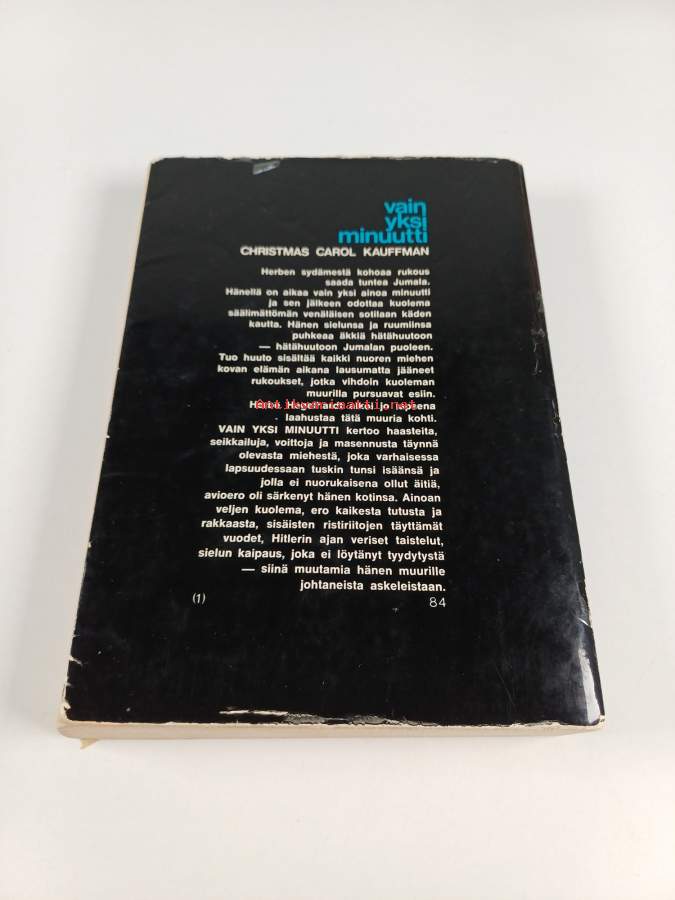 vain
yksi
minuutti
CHRISTMAS CAROL KAUFFMAN
Herben sydämestä kohoaa rukous
saada tuntea Jumala.
Hänellä on aikaa vain yksi ainoa minuutti
ja sen jälkeen odottaa kuolema
säälimättömän venäläisen sotilaan käden
kautta. Hänen sielunsa ja ruumiinsa
puhkeaa äkkiä hätähuutoon
— hätähuutoon Jumalan puoleen.
Tuo huuto sisältää kaikki nuoren miehen
kovan elämän aikana lausumatta jääneet
rukoukset, jotka vihdoin kuoleman
muurilla pursuavat esiin.
Antikvariaatti.net
laahustaa tätä muuria kohti.
VAIN YKSI MINUUTTI kertoo haasteita,
seikkailuja, voittoja ja masennusta täynnä
olevasta miehestä, joka varhaisessa
lapsuudessaan tuskin tunsi isäänsä ja
jolla ei nuorukaisena ollut äitiä,
avioero oli särkenyt hänen kotinsa. Ainoan
veljen kuolema, ero kaikesta tutusta ja
rakkaasta, sisäisten ristiriitojen täyttämät
vuodet, Hitlerin ajan veriset taistelut,
sielun kaipaus, joka ei löytänyt tyydytystä
— siinä muutamia hänen muurille
johtaneista askeleistaan.
(1) 84